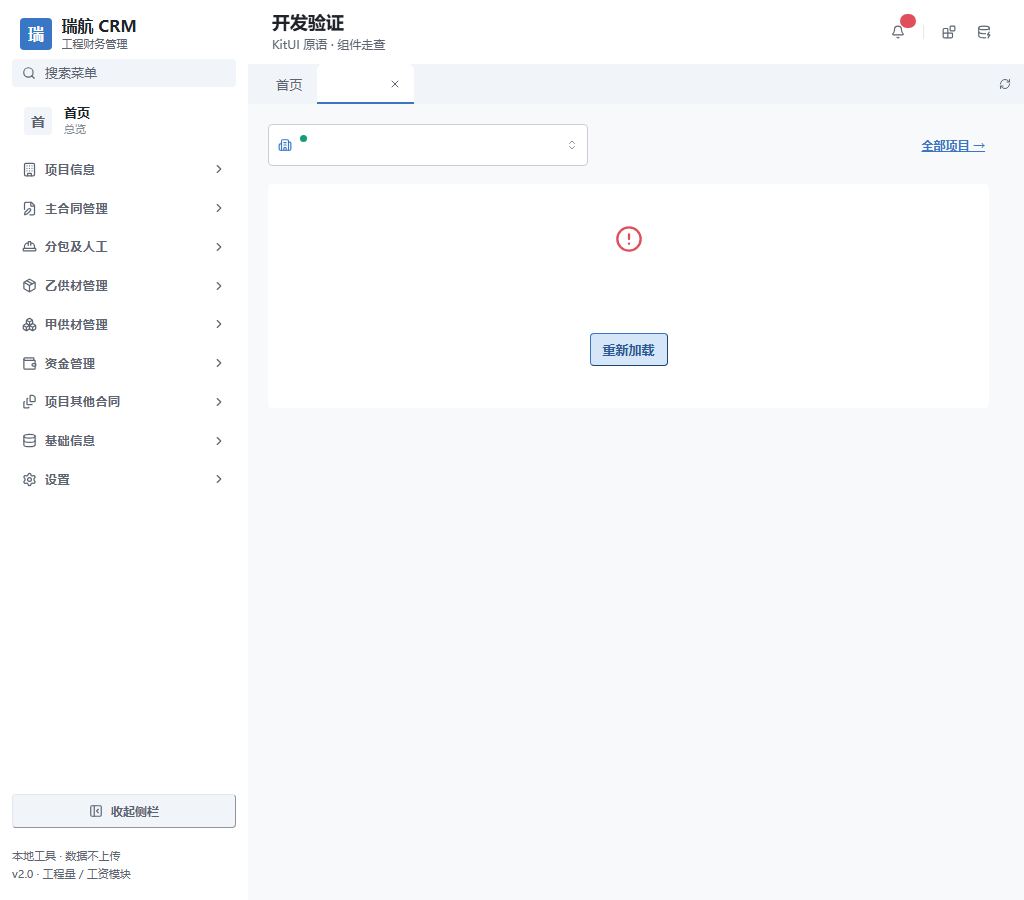 瑞
瑞航 CRM
工程财务管理
搜索菜单
首
首页
总览
项目信息
主合同管理
分包及人工
乙供材管理
甲供材管理
资金管理
项目其他合同
基础信息
设置
收起侧栏
本地工具 · 数据不上传
v2.0 · 工程量 / 工资模块
开发验证
KitUI 原语 · 组件走查
首页
全部项目 →
重新加载